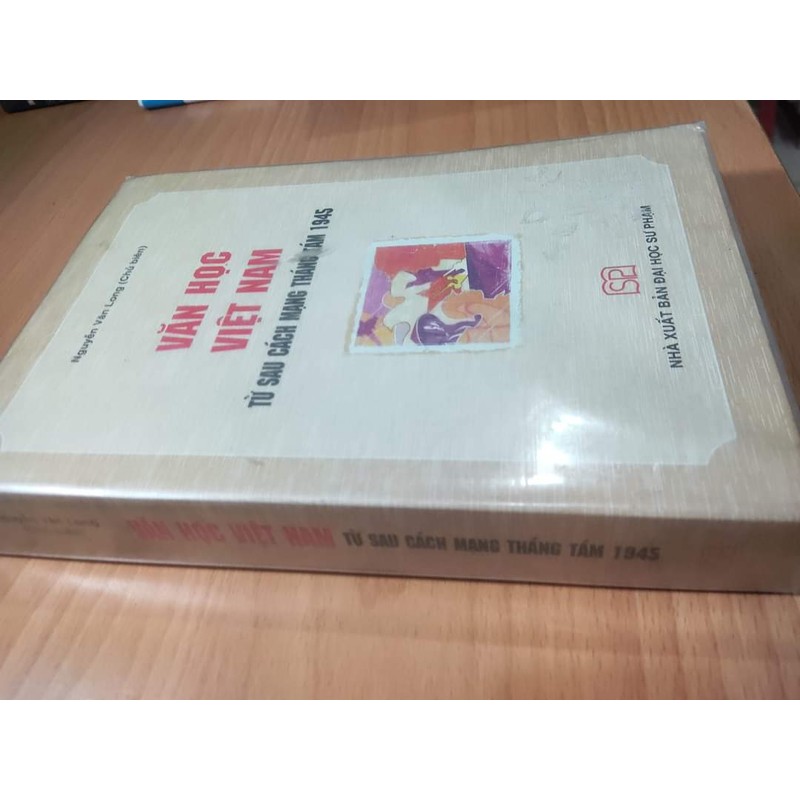 Nguyễn Văn Long (Chủ biên)
VĂN HỌC
VIỆT NAM
TỪ SAU CÁCH MẠNG THÁNG TÁM 1945
NHÀ XUẤT BẢN ĐẠI HỌC SƯ PHẠM
VĂN HỌC VIỆT NAM TỪ SAU CÁCH MẠNG THÁNG TÁM 1945